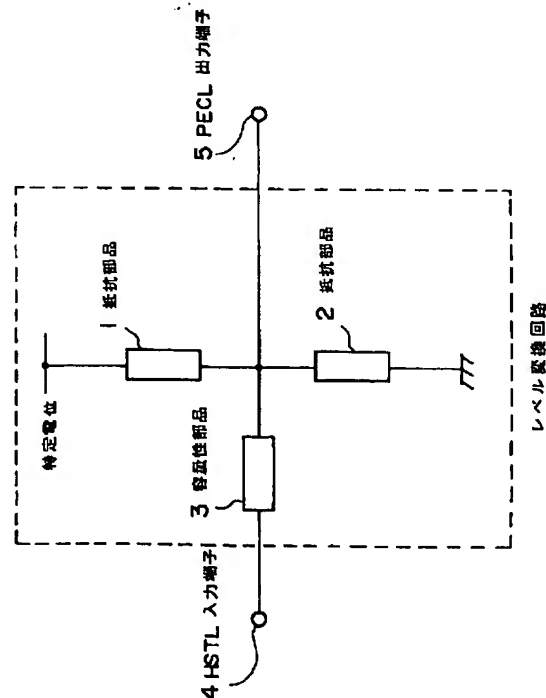 特定電位
1 抵抗部品
5 PECL 出力端子
3 容量性部品
4 HSTL 入力端子
2 抵抗部品
レベル変換回路